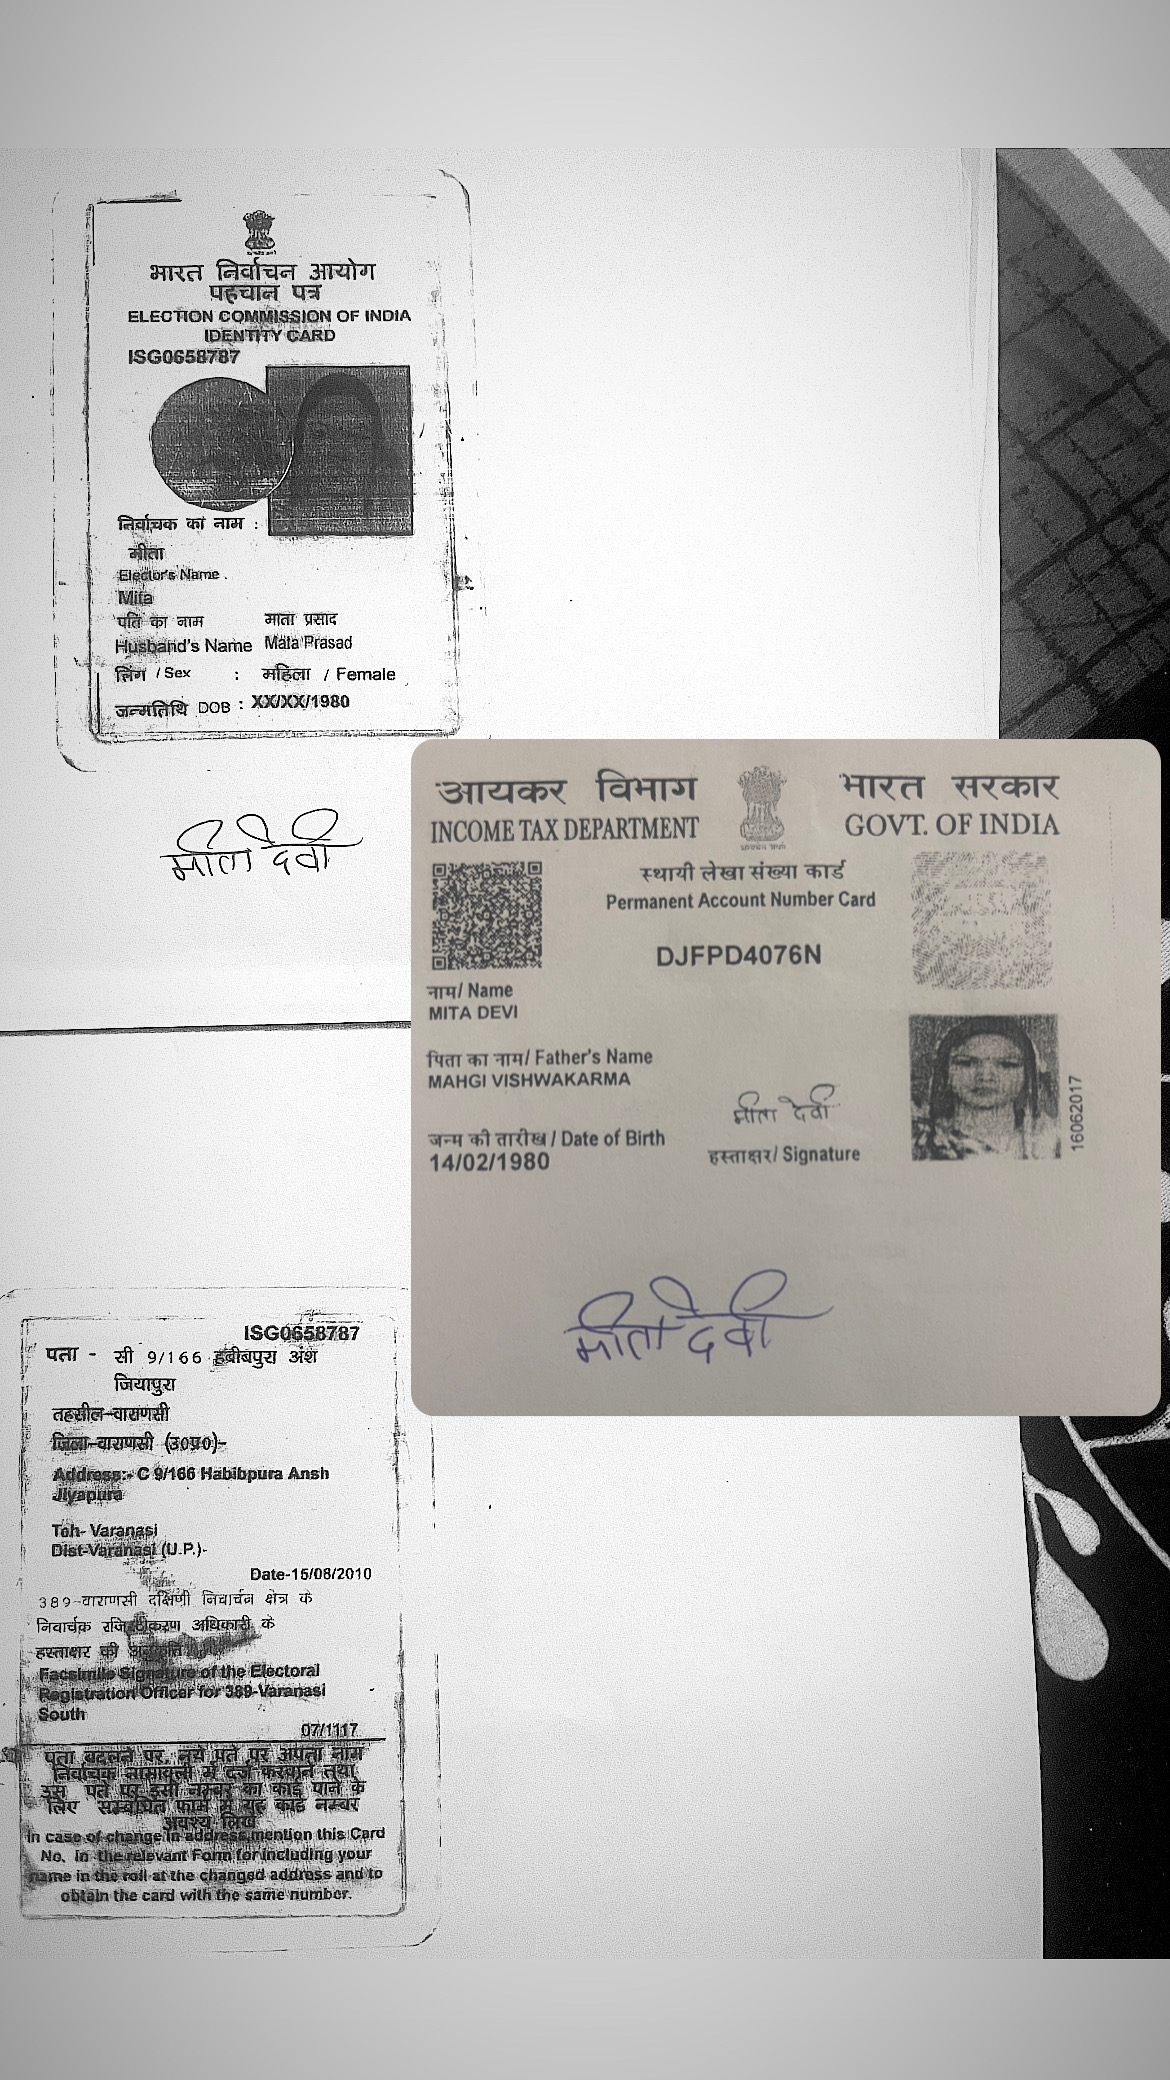 भारत निर्वाचन आयोग
पहचान पत्र
ELECTION COMMISSION OF INDIA
IDENTITY CARD
ISG0658787
निर्वाचक का नाम :
मीता
Elector's Name
Mita
पति का नाम माता प्रसाद
Husband's Name Mata Prasad
लिंग / Sex : महिला / Female
जन्मतिथि DOB : XX/XX/1980
मीता देवी
आयकर विभाग भारत सरकार
INCOME TAX DEPARTMENT GOVT. OF INDIA
स्थायी लेखा संख्या कार्ड
Permanent Account Number Card
DJFPD4076N
नाम/ Name
MITA DEVI
पिता का नाम/ Father's Name
MAHGI VISHWAKARMA
मीता देवी
जन्म की तारीख / Date of Birth
14/02/1980
हस्ताक्षर/ Signature
16062017
मीता देवी
ISG0658787
पता - सी 9/166 हबीबपुरा अंश
जियापुरा
तहसील-वाराणसी
जिला-वाराणसी (उ0प्र0)-
Address:- C 9/166 Habibpura Ansh
Jiyapura
Teh- Varanasi
Dist-Varanasi (U.P.)-
Date-15/08/2010
389-वाराणसी दक्षिणी निवार्चन क्षेत्र के
निवार्चक रजिस्ट्रीकरण अधिकारी के
हस्ताक्षर की अनुकृति
Facsimile Signature of the Electoral
Registration Officer for 389-Varanasi
South
07/1117
पता बदलने पर, नये पते पर अपना नाम
निर्वाचक नामावली में दर्ज करवाने तथा
उस पते पर इसी नम्बर का कार्ड पाने के
लिए सम्बंधित फार्म में यह कार्ड नम्बर
अवश्य लिखें
In case of change in address,mention this Card
No. in the relevant Form for including your
name in the roll at the changed address and to
obtain the card with the same number.